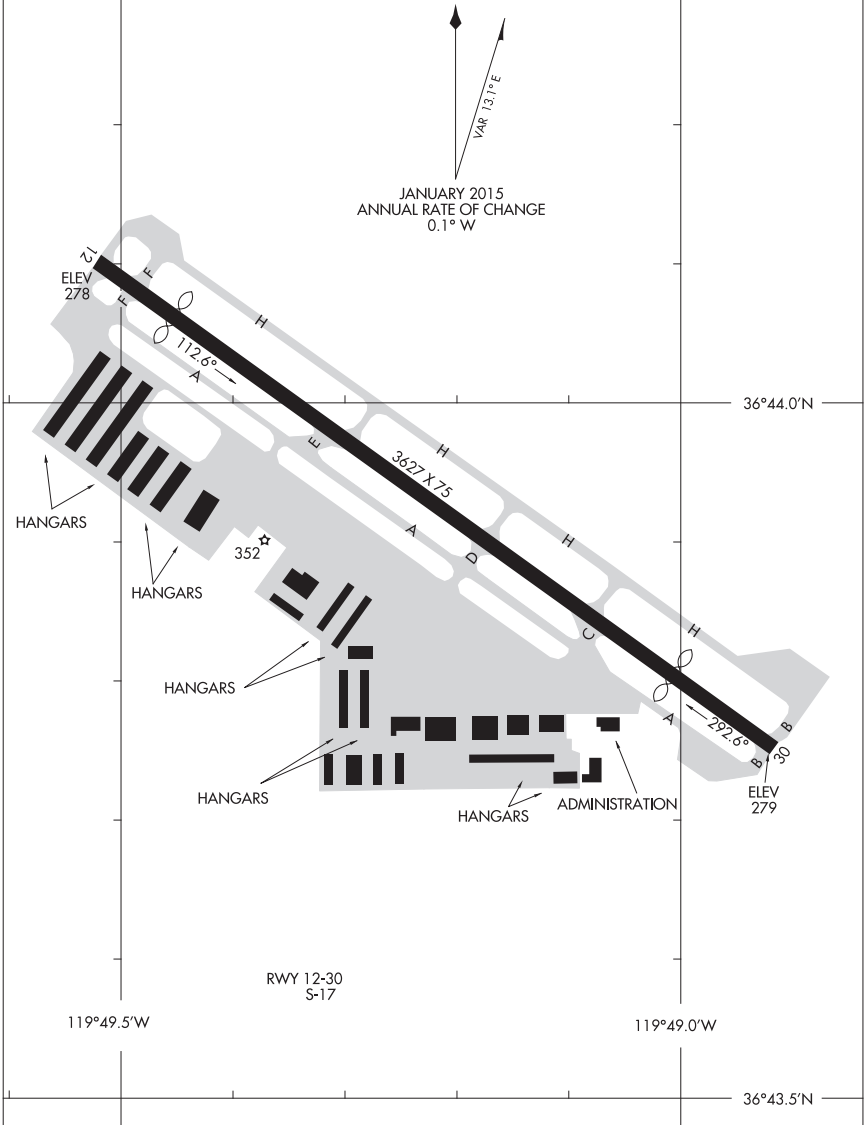 VAR 13.1° E
JANUARY 2015
ANNUAL RATE OF CHANGE
0.1° W
12
ELEV
278
F
F
H
112.6°
A
36°44.0'N
E
H
3627 X 75
HANGARS
A
H
352
D
HANGARS
C
H
HANGARS
A
292.6°
B
B
30
HANGARS
ELEV
279
HANGARS
ADMINISTRATION
RWY 12-30
S-17
119°49.5'W
119°49.0'W
36°43.5'N